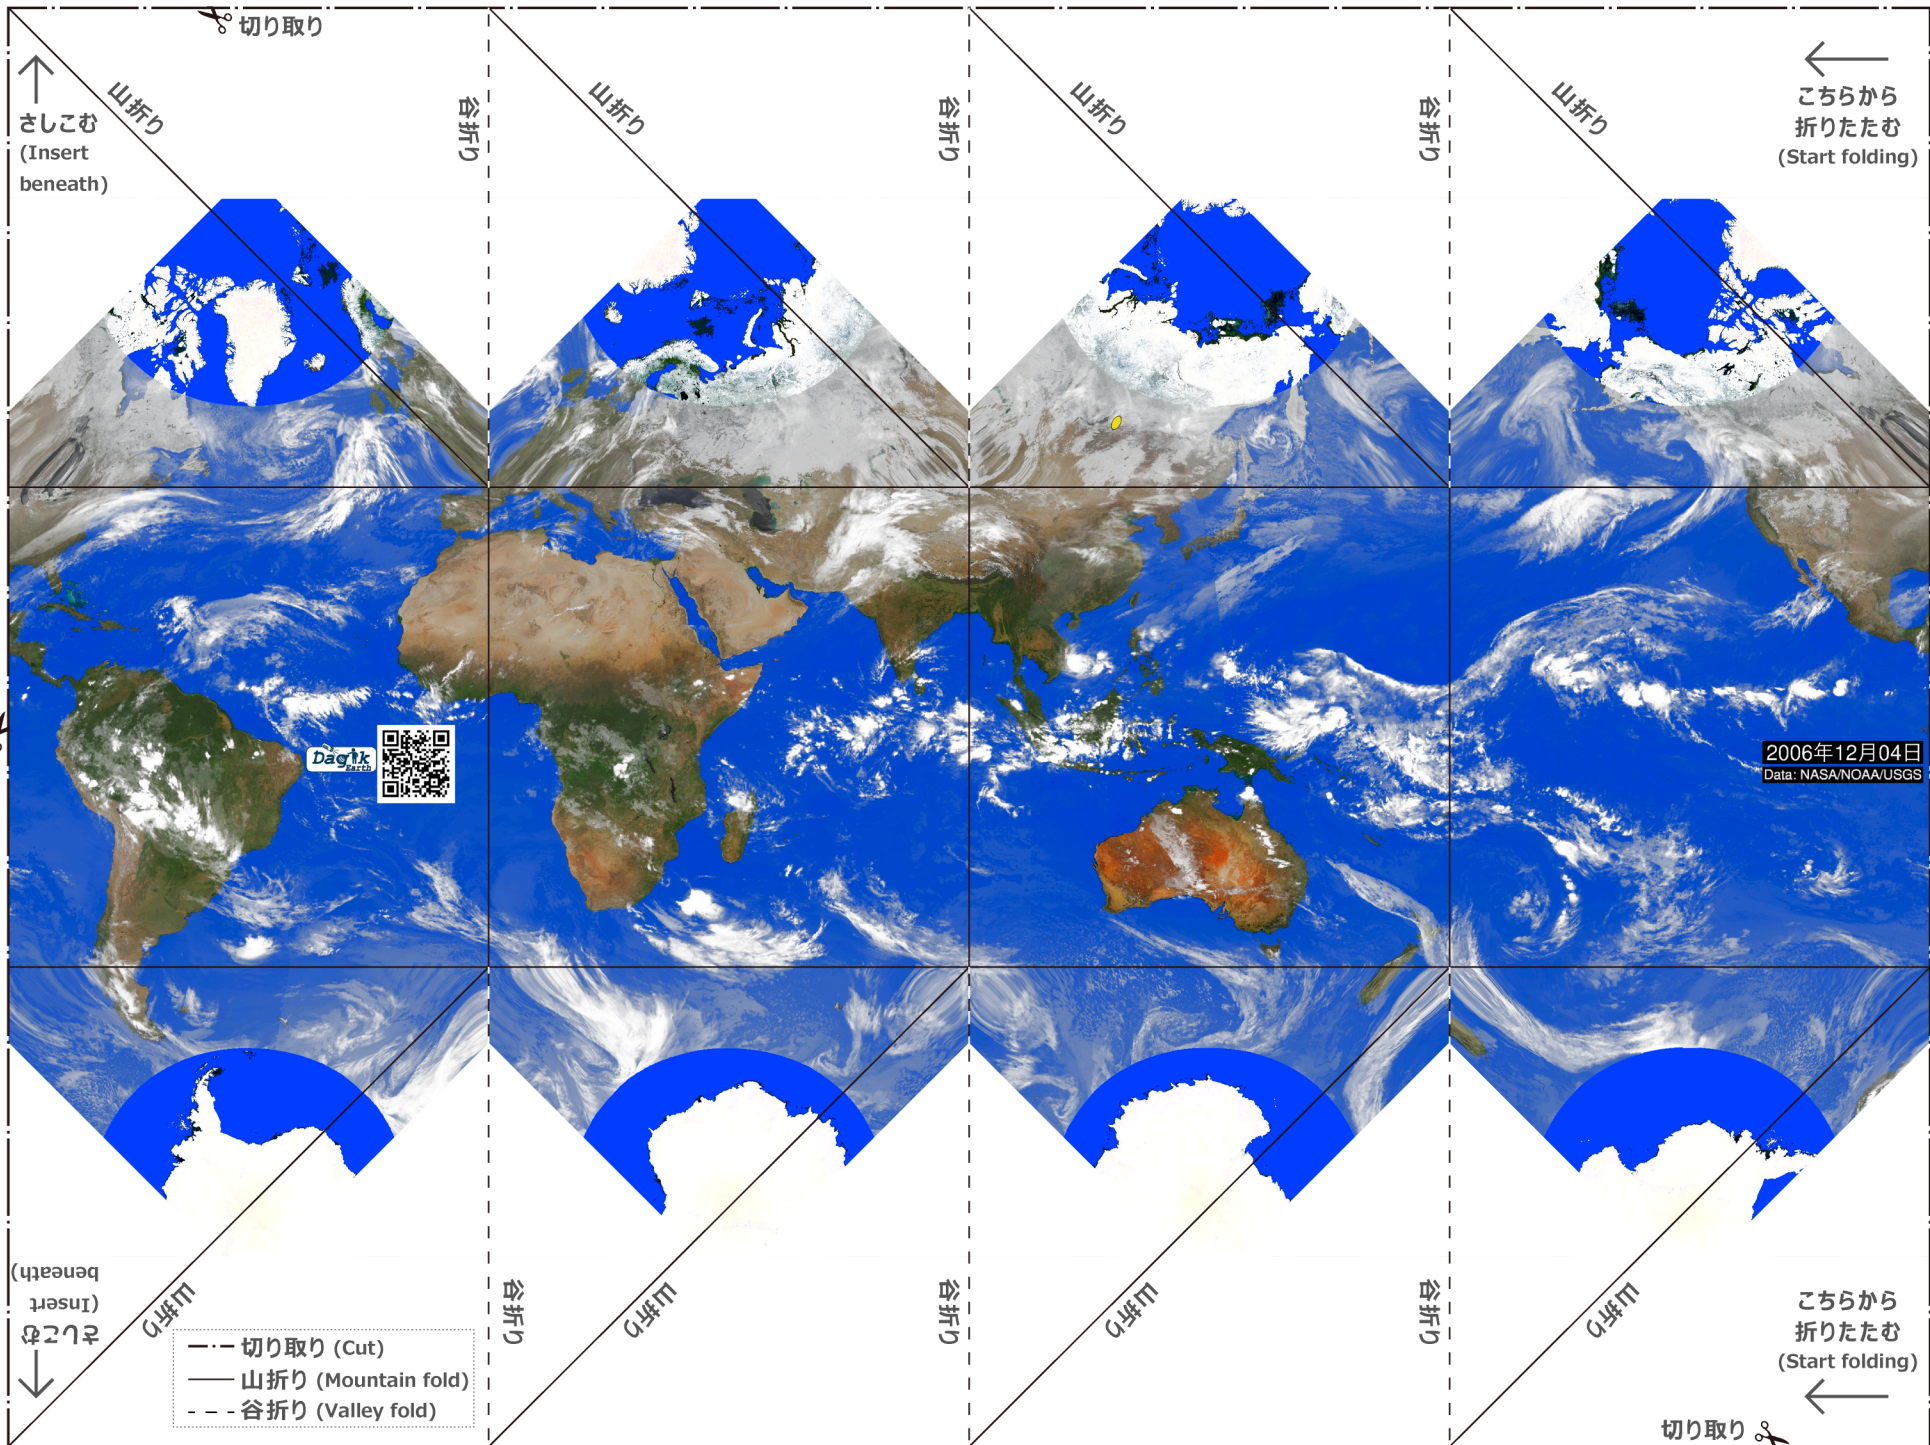 切り取り
山折り
山折り
山折り
山折り
谷折り
谷折り
谷折り
さしこむ
(Insert
beneath)
こちらから
折りたたむ
(Start folding)
Dagik
Earth
2006年12月04日
Data: NASA/NOAA/USGS
さしこむ
(Insert
beneath)
山折り
山折り
山折り
山折り
谷折り
谷折り
谷折り
切り取り (Cut)
山折り (Mountain fold)
谷折り (Valley fold)
こちらから
折りたたむ
(Start folding)
切り取り